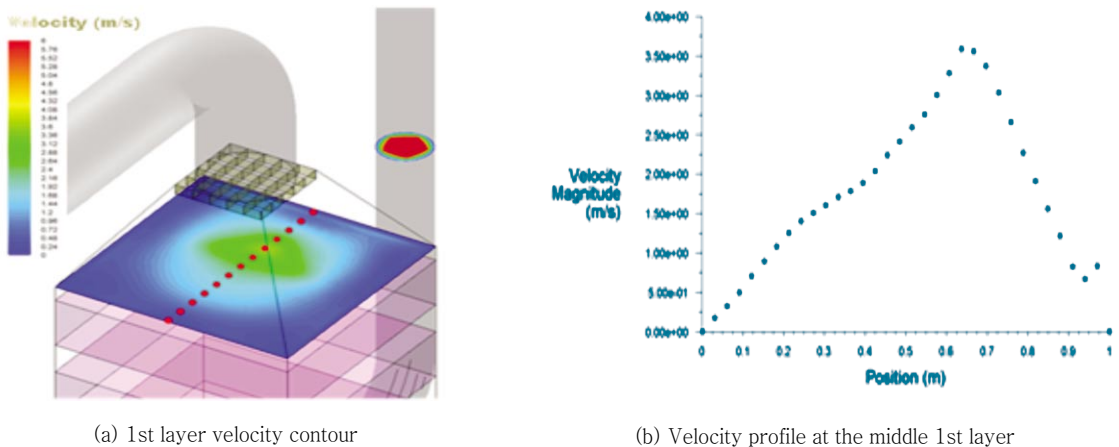 Velocity (m/s)
6
5.76
5.52
5.28
5.04
4.8
4.56
4.32
4.08
3.84
3.6
3.36
3.12
2.88
2.64
2.4
2.16
1.92
1.68
1.44
1.2
0.96
0.72
0.48
0.24
0
(a) 1st layer velocity contour
4.00e+00
3.50e+00
3.00e+00
2.50e+00
2.00e+00
1.50e+00
1.00e+00
5.00e-01
0.00e+00
Velocity
Magnitude
(m/s)
0 0.1 0.2 0.3 0.4 0.5 0.6 0.7 0.8 0.9 1
Position (m)
(b) Velocity profile at the middle 1st layer